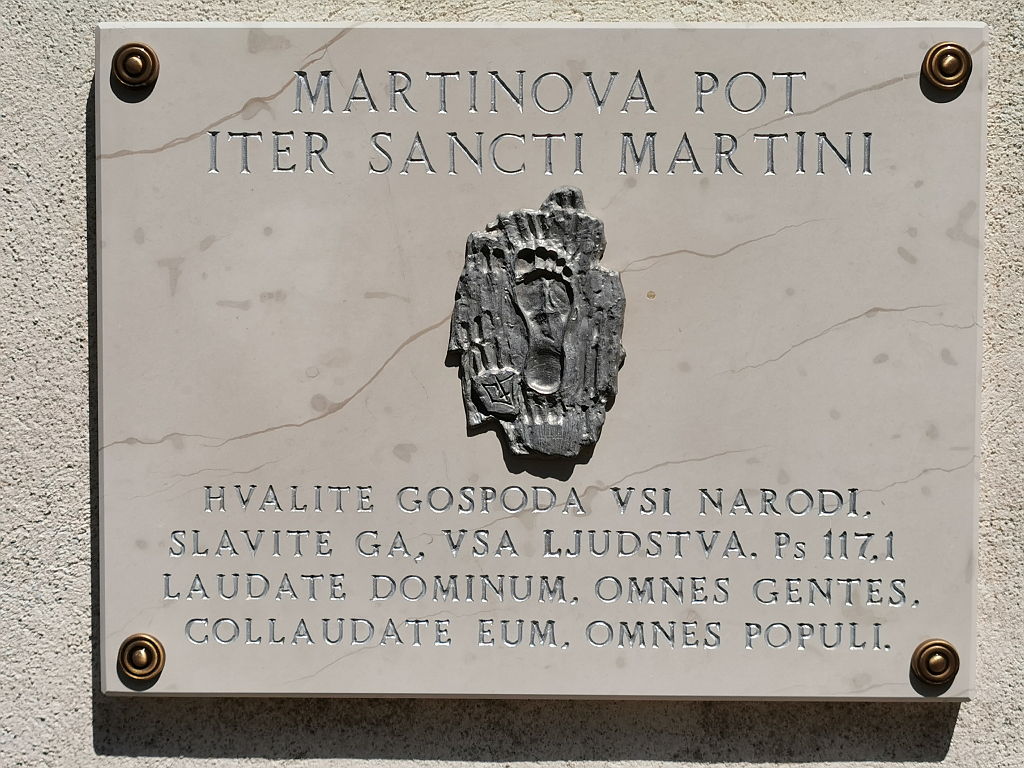 MARTINOVA POT
ITER SANCTI MARTINI
HVALITE GOSPODA VSI NARODI,
SLAVITE GA, VSA LJUDSTVA. Ps 117,1
LAUDATE DOMINUM, OMNES GENTES,
COLLAUDATE EUM, OMNES POPULI.